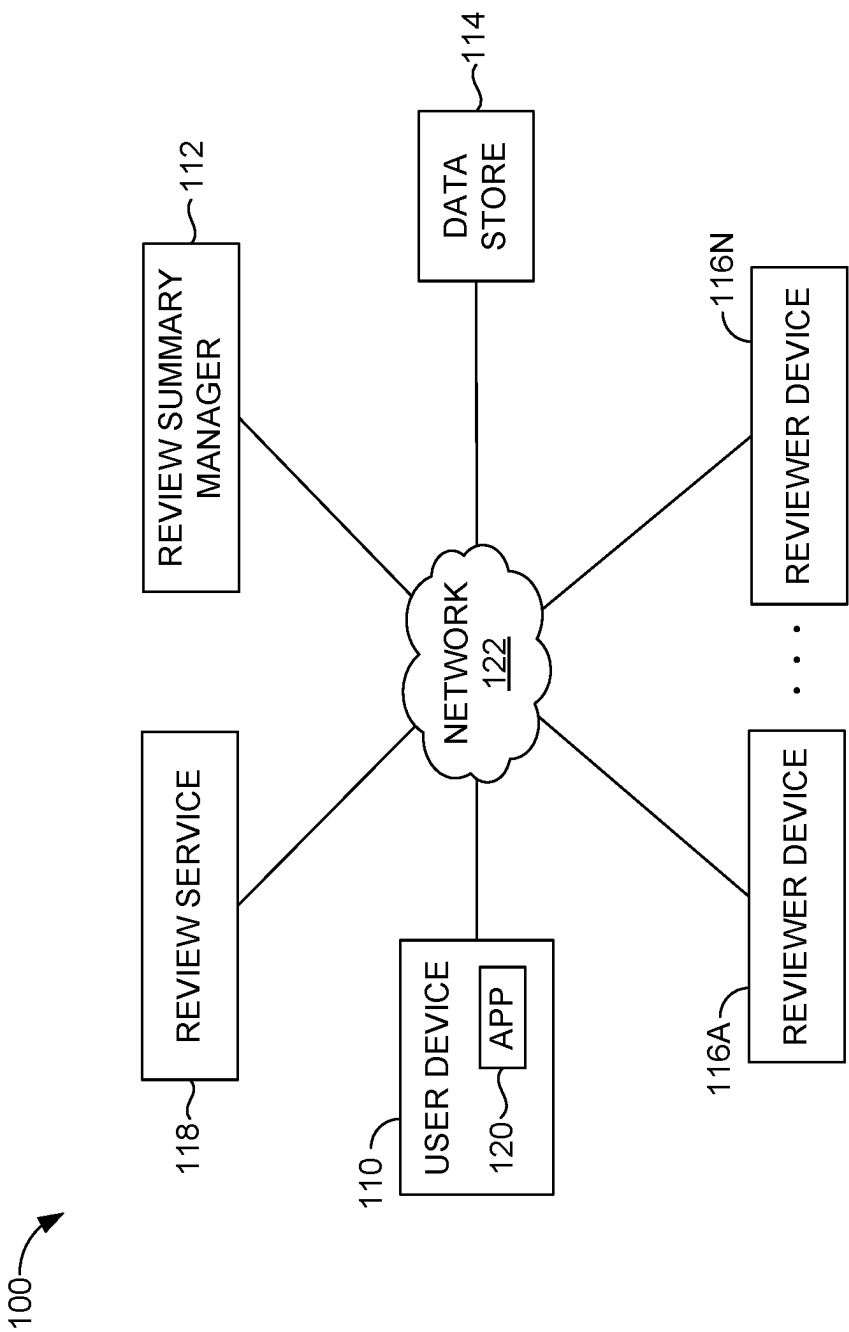 100
118
REVIEW SERVICE
112
REVIEW SUMMARY
MANAGER
110
USER DEVICE
120
APP
NETWORK
122
114
DATA
STORE
116A
REVIEWER DEVICE
. . .
116N
REVIEWER DEVICE